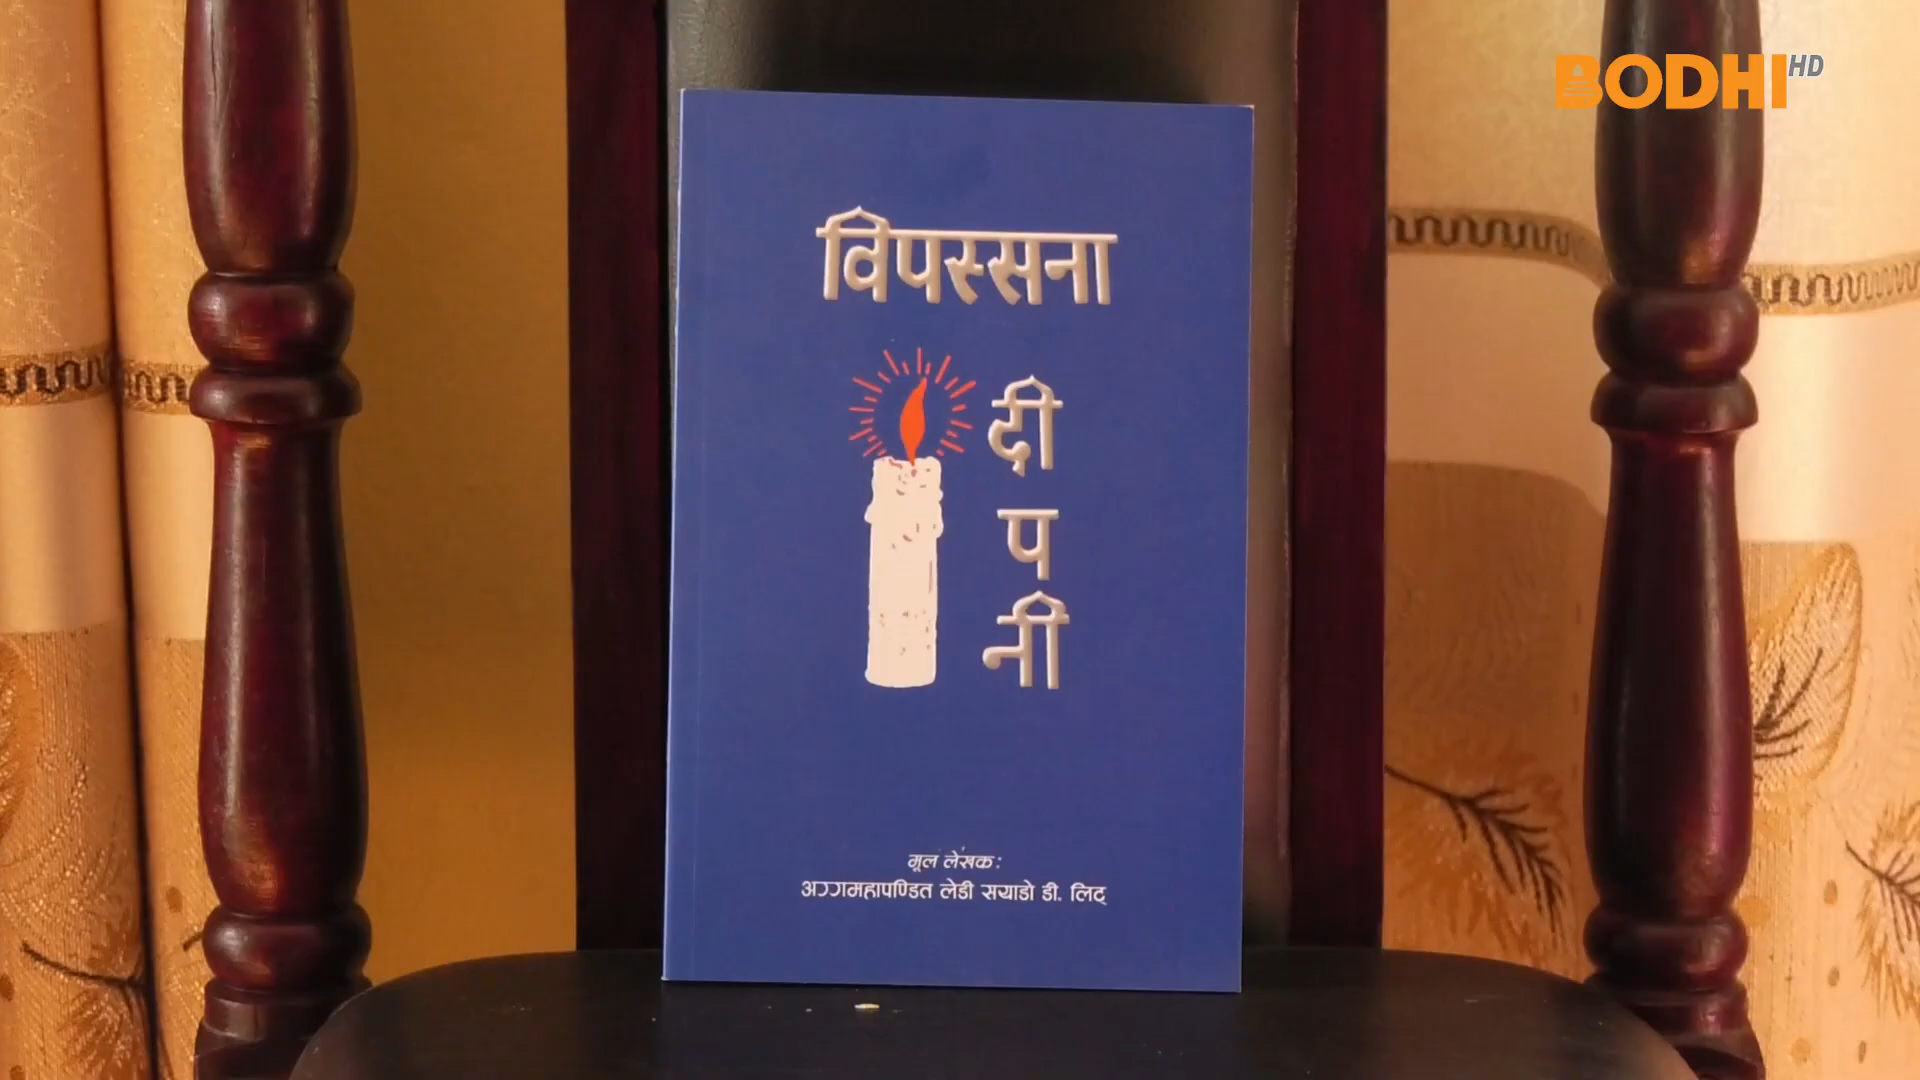 BODHI HD
विपस्सना
दी
प
नी
मूल लेखक:
अग्गमहापण्डित लेडी सयाडो डी. लिट्